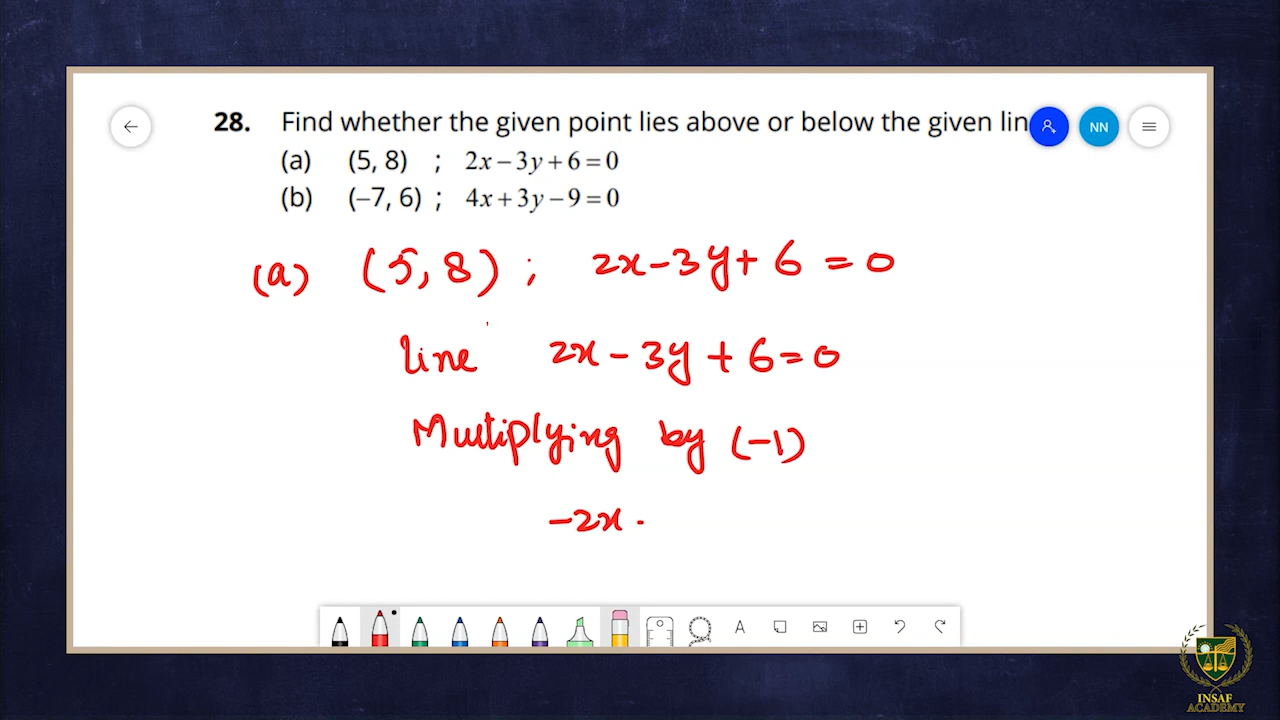 28. Find whether the given point lies above or below the given lin
NN
(a) (5, 8) ; 2x−3y+6=0
(b) (−7, 6) ; 4x+3y−9=0
(a) (5, 8) ; 2x−3y+6=0
line 2x−3y+6=0
Multiplying by (−1)
−2x
A
INSAF
ACADEMY